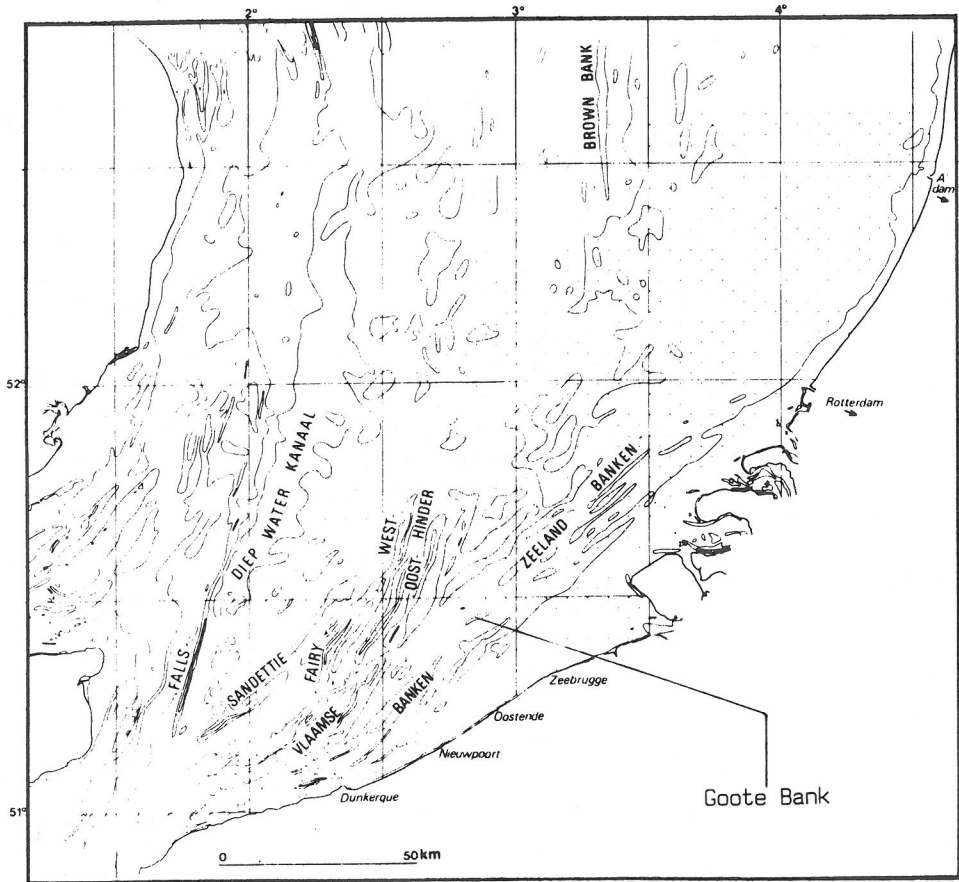 2°
3°
4°
BROWN BANK
A
dam
52°
Rotterdam
DIEP WATER KANAAL
WEST
OOST HINDER
ZEELAND BANKEN
FALLS
SANDETTIE
FAIRY
VLAAMSE BANKEN
Zeebrugge
Oostende
Nieuwpoort
Dunkerque
Goote Bank
51°
0 50km